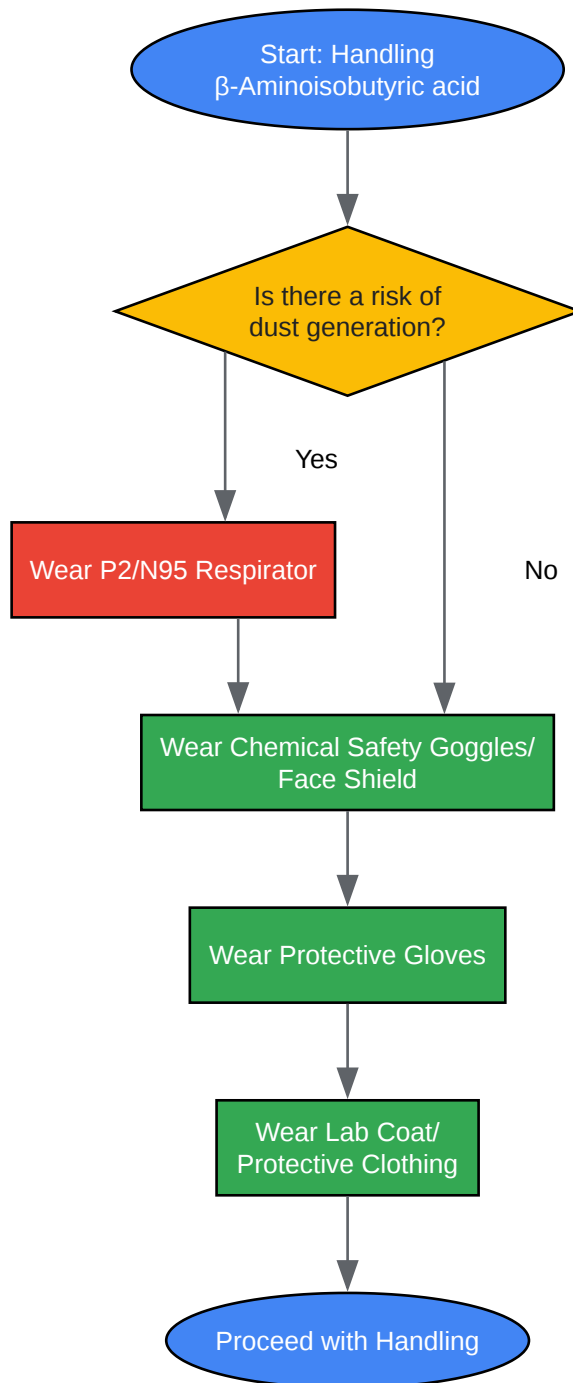 Start: Handling
β-Aminoisobutyric acid
Is there a risk of
dust generation?
Yes
Wear P2/N95 Respirator
No
Wear Chemical Safety Goggles/
Face Shield
Wear Protective Gloves
Wear Lab Coat/
Protective Clothing
Proceed with Handling